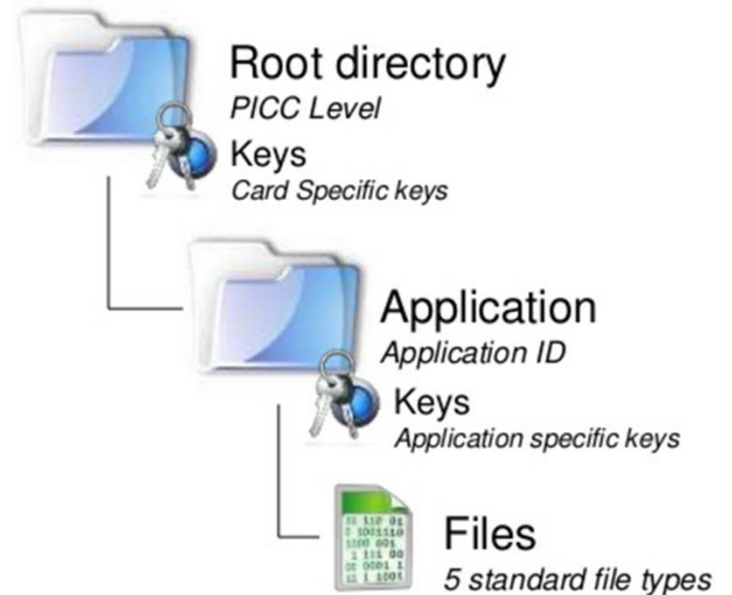 Root directory
PICC Level
Keys
Card Specific keys
Application
Application ID
Keys
Application specific keys
Files
5 standard file types